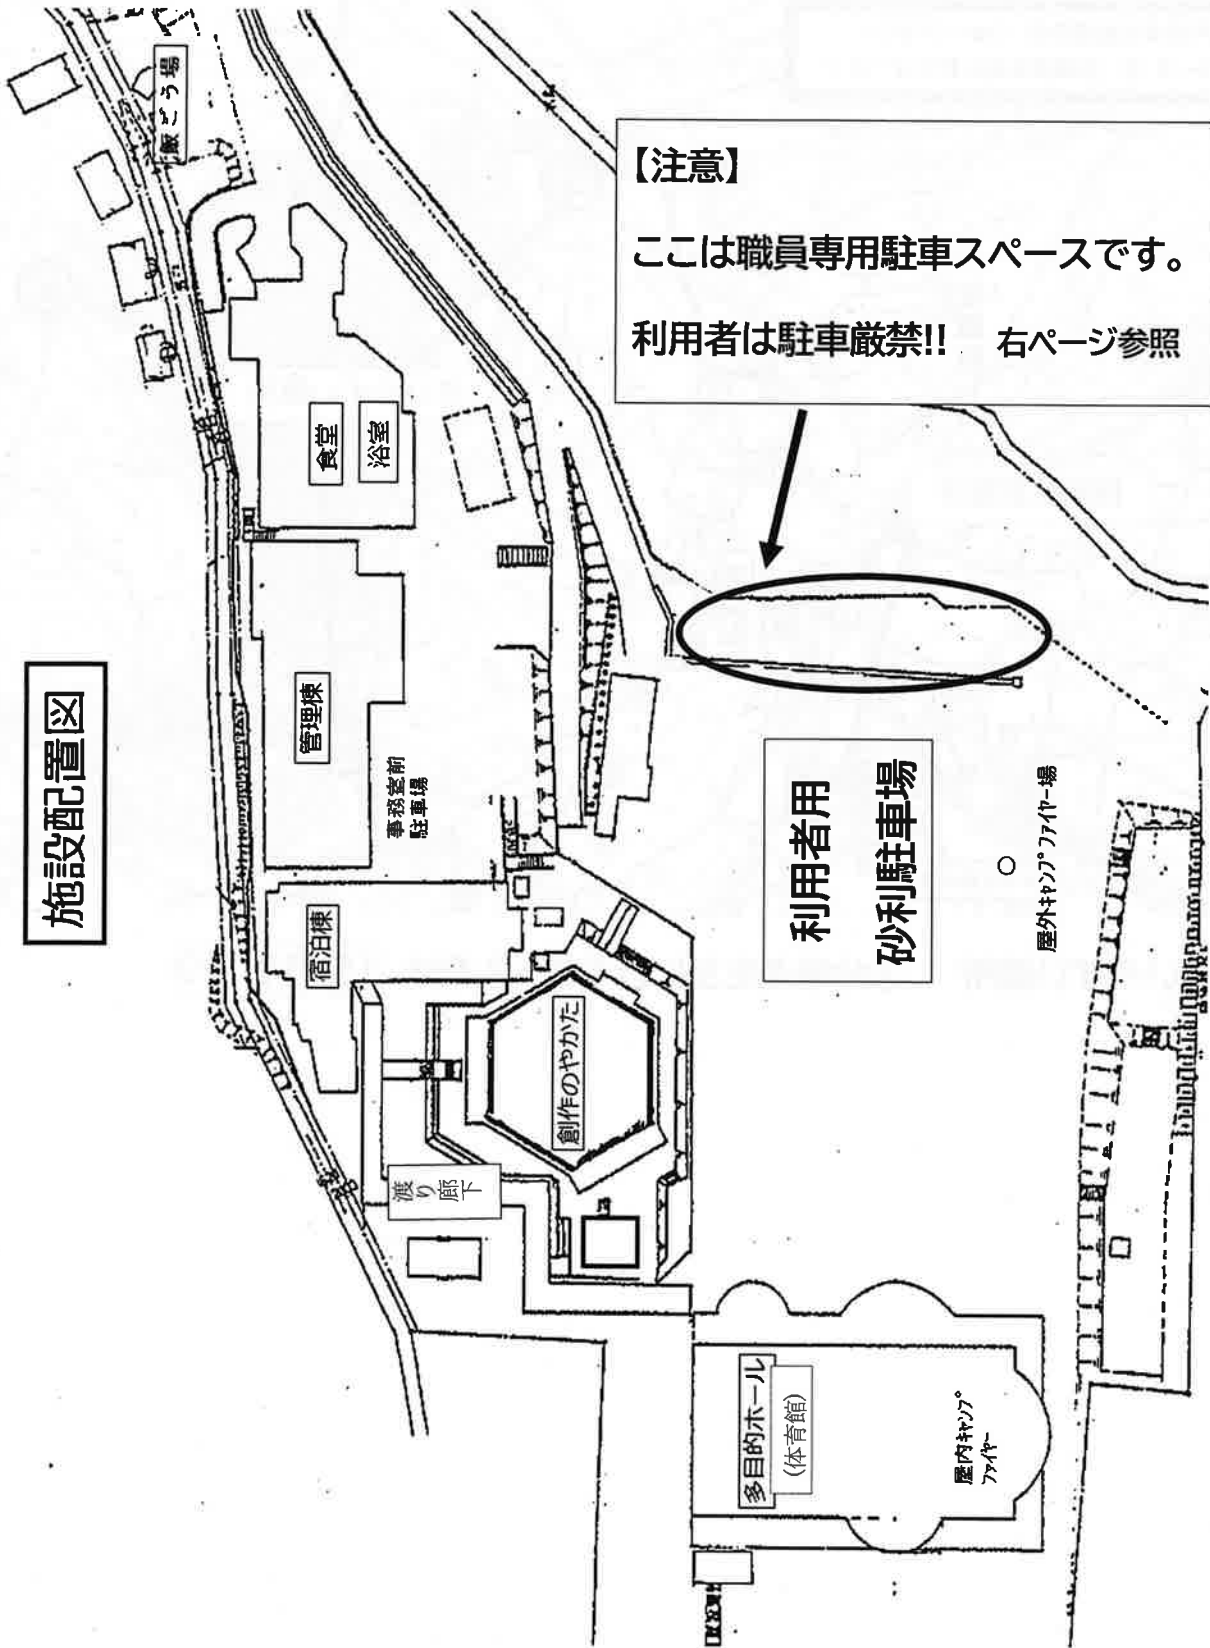 施設配置図
【注意】
ここは職員専用駐車スペースです。
利用者は駐車厳禁!!　右ページ参照
飯ごう場
食堂
浴室
管理棟
事務室前
駐車場
宿泊棟
創作のやかた
渡り
廊下
利用者用
砂利駐車場
屋外キャンプファイヤー場
多目的ホール
(体育館)
屋内キャンプ
ファイヤー